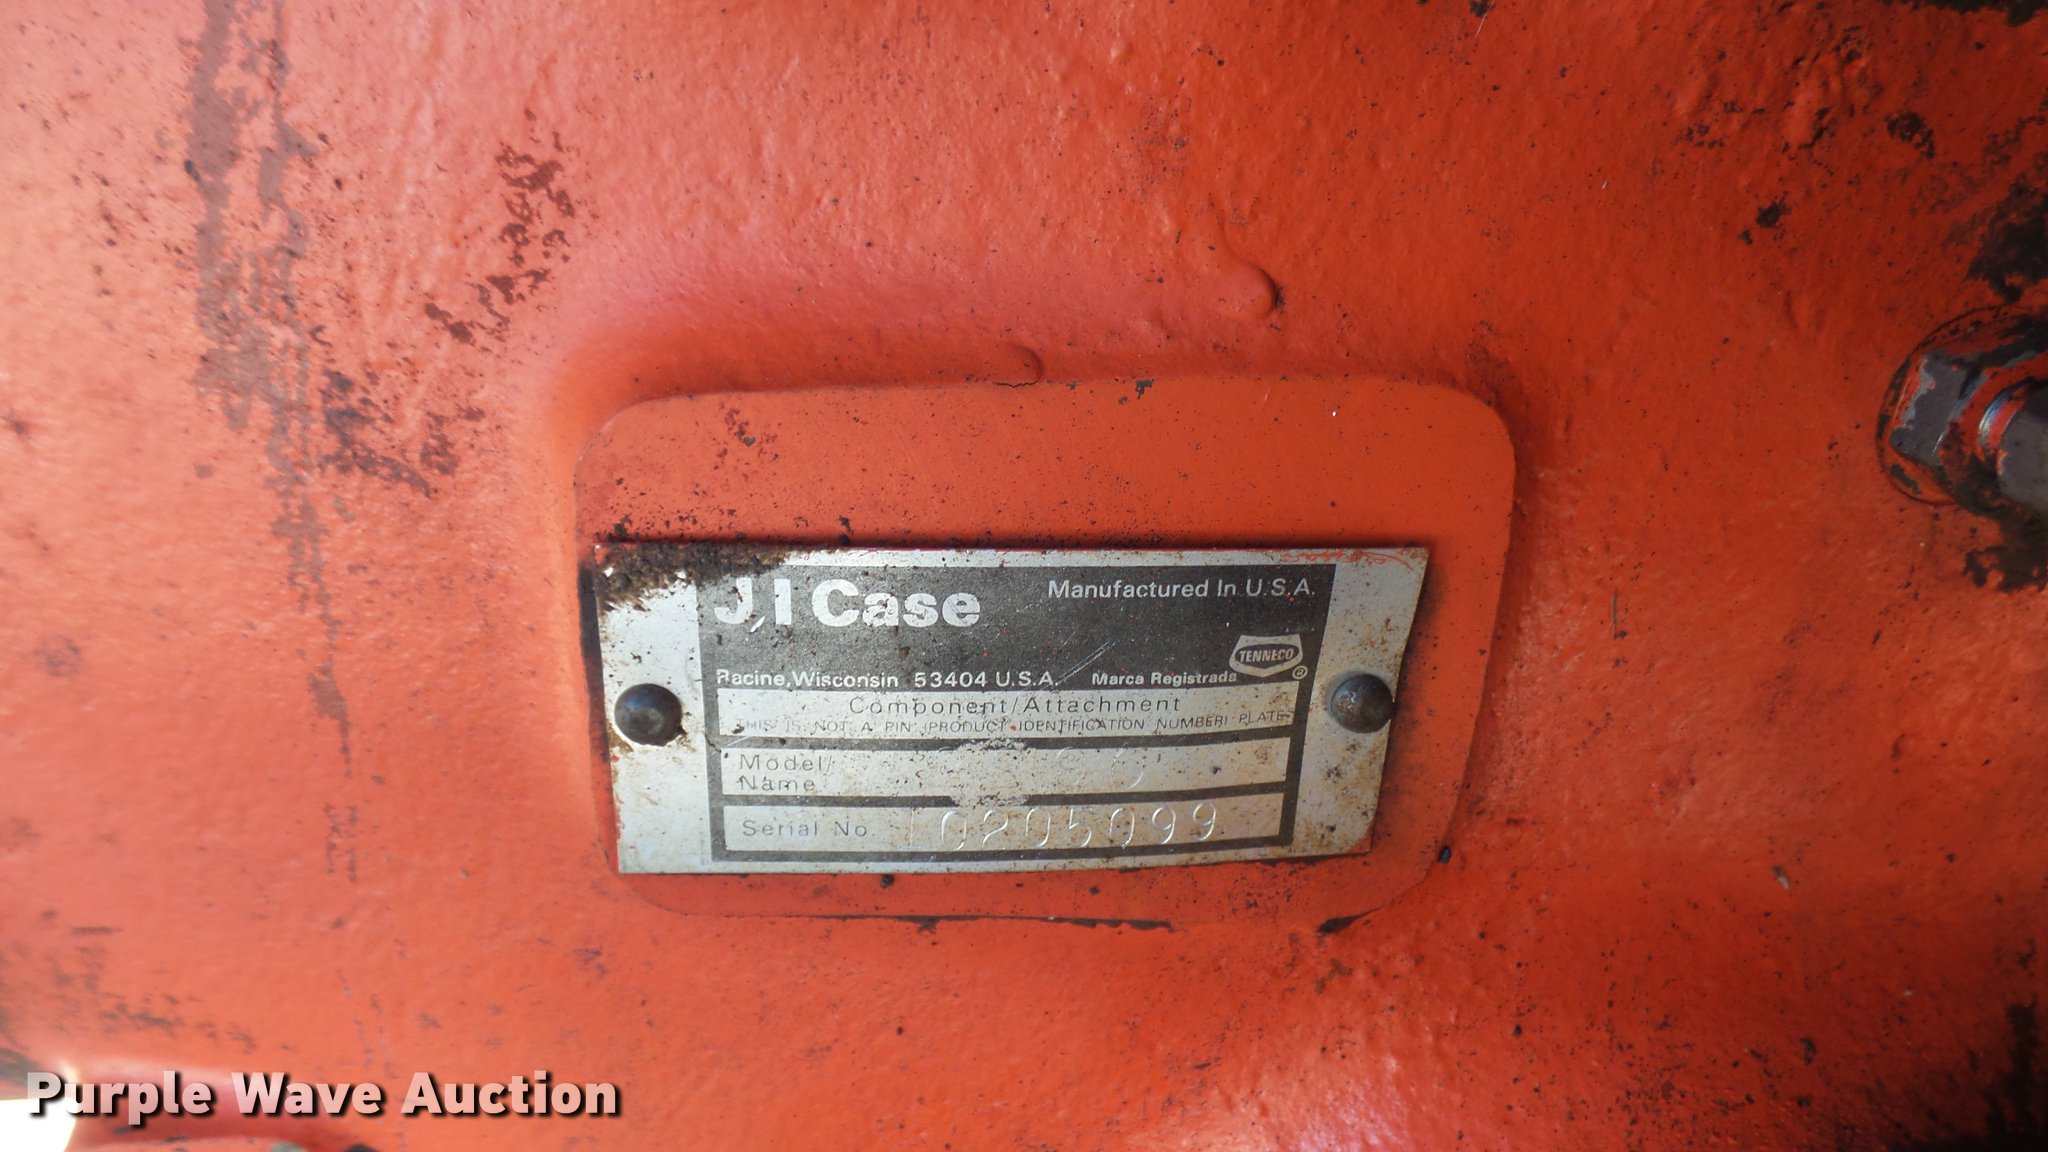 J.I Case
Manufactured In U.S.A.
TENNECO
®
Racine, Wisconsin 53404 U.S.A.
Marca Registrada
Component/Attachment
THIS IS NOT A PIN (PRODUCT IDENTIFICATION NUMBER) PLATE
Model/
Name
Serial No. 10205099
Purple Wave Auction